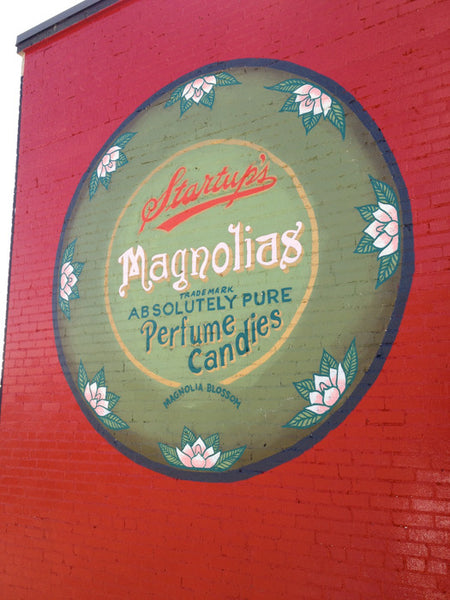 Startup's
Magnolias
TRADEMARK
ABSOLUTELY PURE
Perfume
Candies
MAGNOLIA BLOSSOM